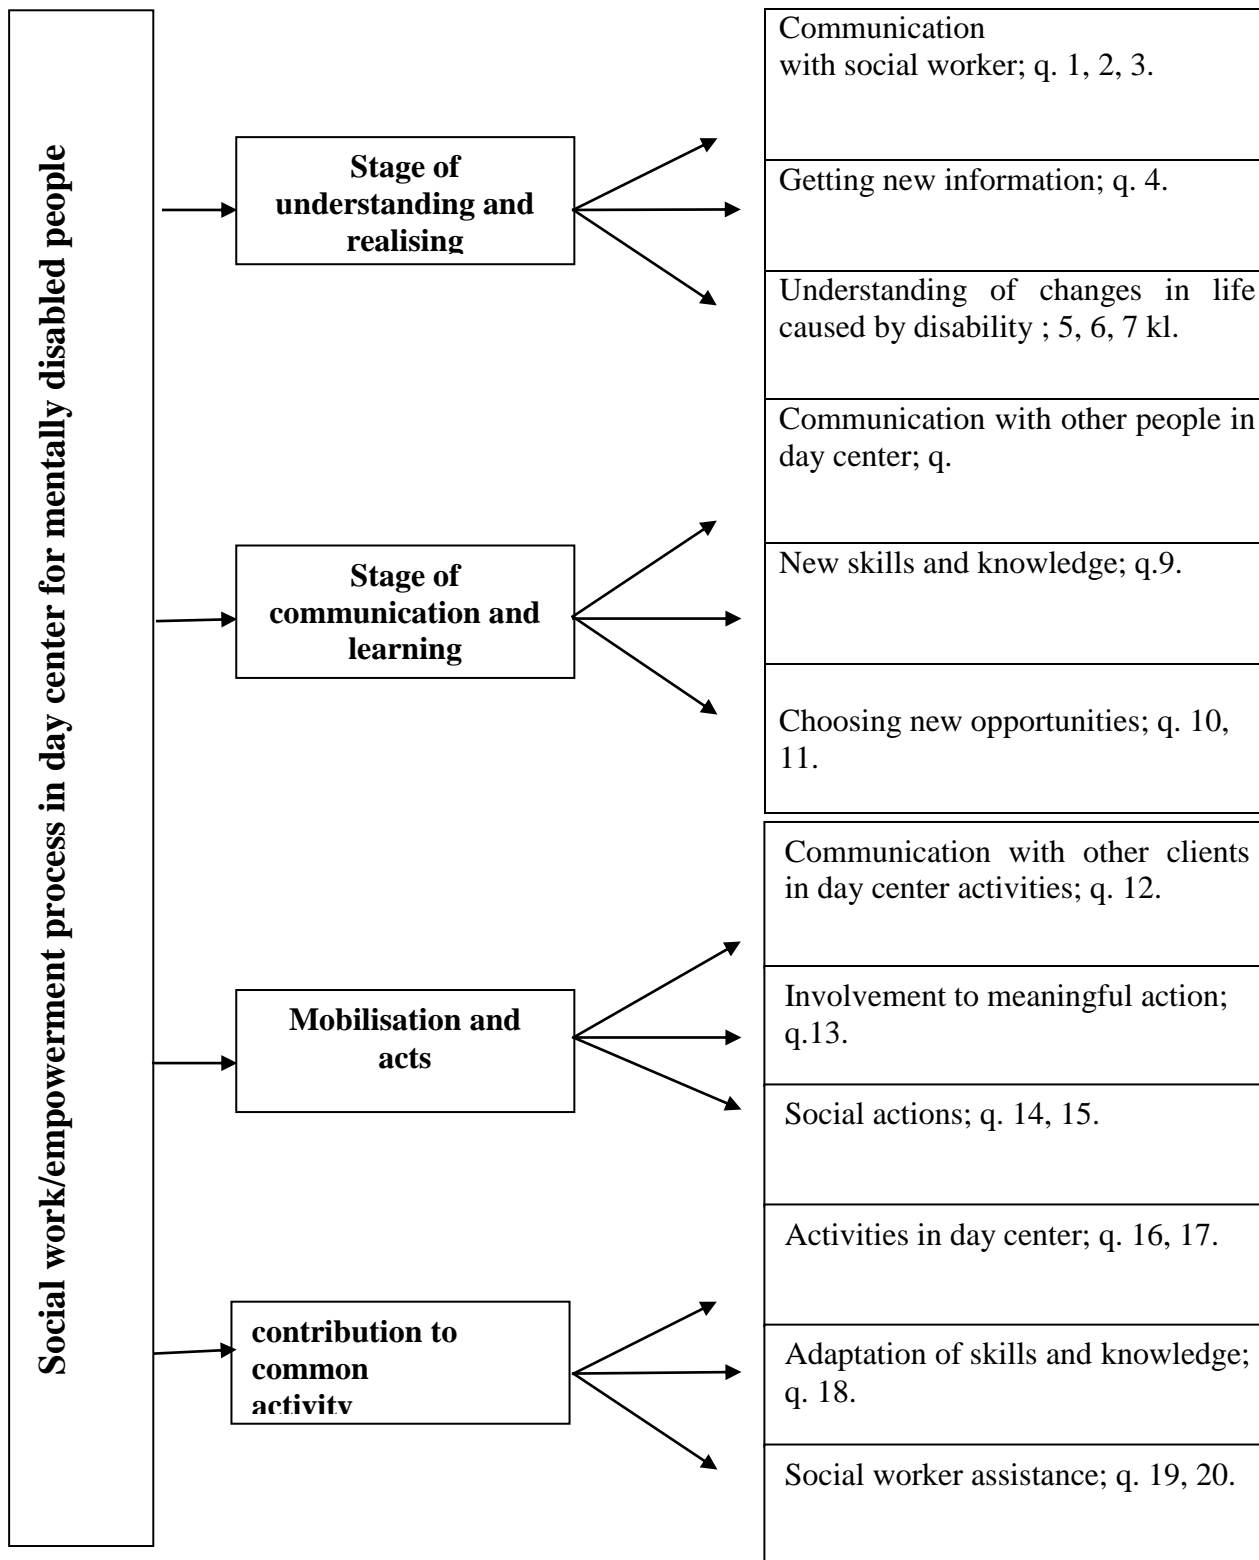 Social work/empowerment process in day center for mentally disabled people
Stage of
understanding and
realising
Communication
with social worker; q. 1, 2, 3.
Getting new information; q. 4.
Understanding of changes in life
caused by disability ; 5, 6, 7 kl.
Stage of
communication and
learning
Communication with other people in
day center; q.
New skills and knowledge; q.9.
Choosing new opportunities; q. 10,
11.
Mobilisation and
acts
Communication with other clients
in day center activities; q. 12.
Involvement to meaningful action;
q.13.
Social actions; q. 14, 15.
contribution to
common
activity
Activities in day center; q. 16, 17.
Adaptation of skills and knowledge;
q. 18.
Social worker assistance; q. 19, 20.